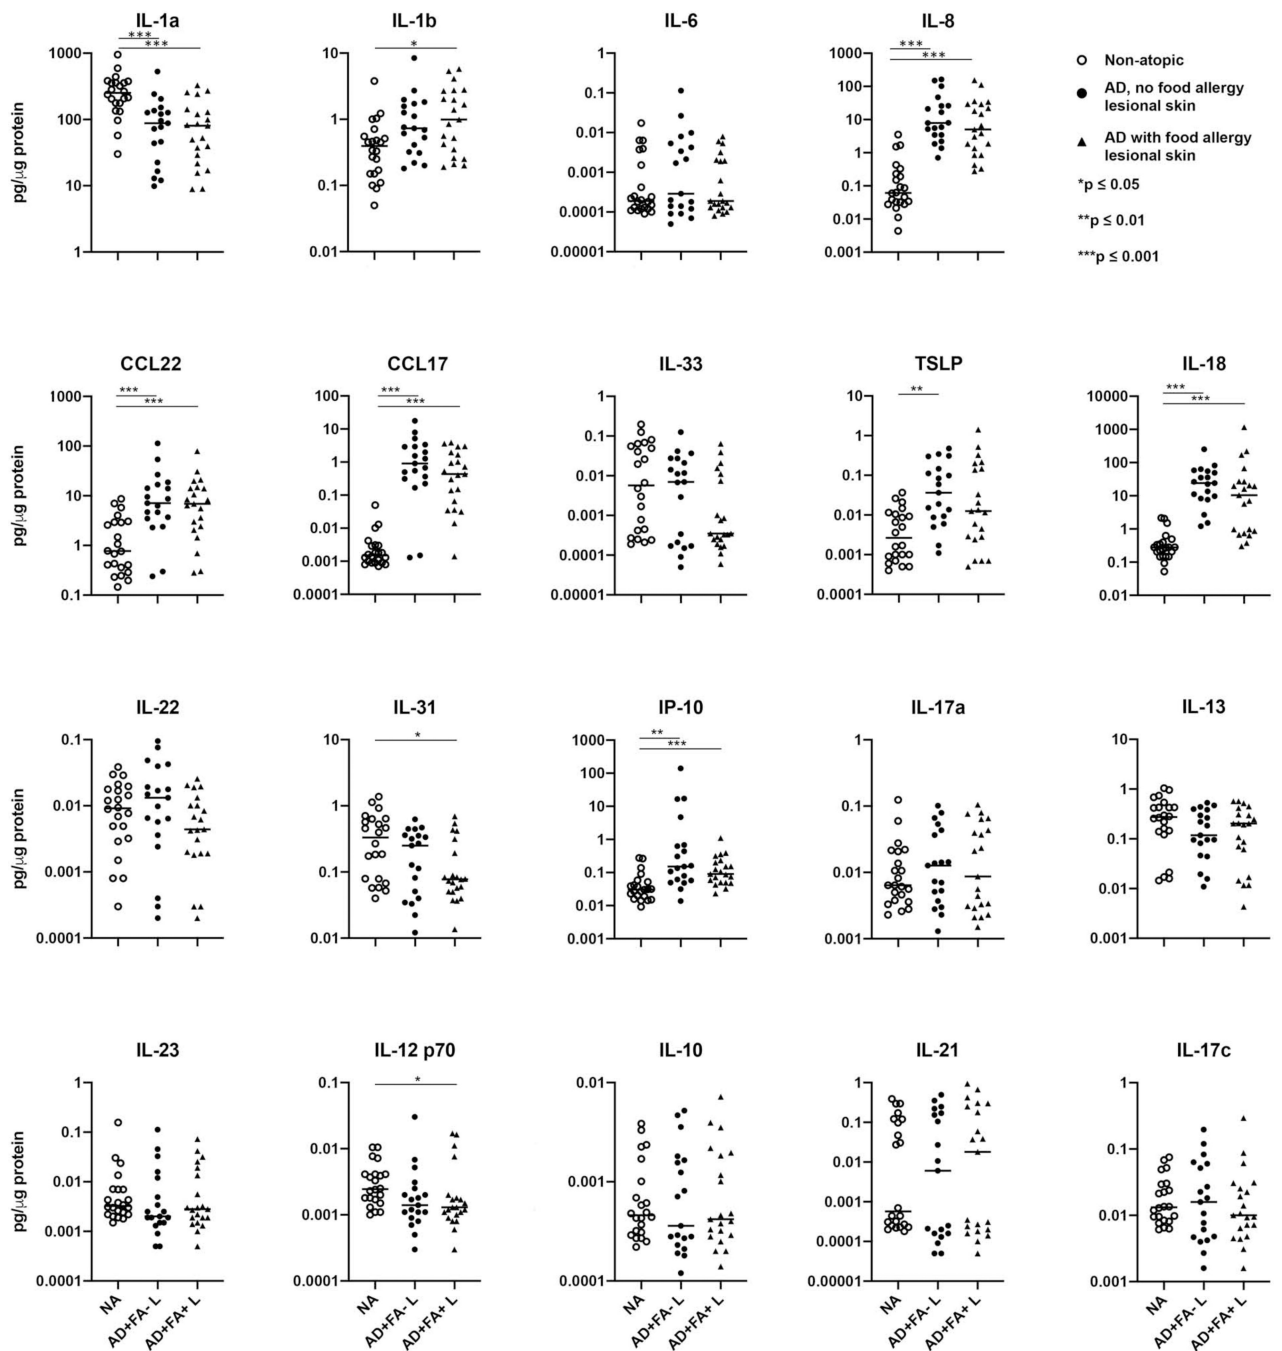 IL-1a
IL-1b
IL-6
IL-8
pg/µg protein
***
***
1000
100
10
1
*
10
1
0.1
0.01
1
0.1
0.01
0.001
0.0001
0.00001
***
***
1000
100
10
1
0.1
0.01
0.001
Non-atopic
AD, no food allergy
lesional skin
AD with food allergy
lesional skin
*p ≤ 0.05
**p ≤ 0.01
***p ≤ 0.001
CCL22
CCL17
IL-33
TSLP
IL-18
pg/µg protein
***
***
1000
100
10
1
0.1
***
***
100
10
1
0.1
0.01
0.001
0.0001
1
0.1
0.01
0.001
0.0001
0.00001
**
10
1
0.1
0.01
0.001
0.0001
***
***
10000
1000
100
10
1
0.1
0.01
IL-22
IL-31
IP-10
IL-17a
IL-13
pg/µg protein
0.1
0.01
0.001
0.0001
*
10
1
0.1
0.01
**
***
1000
100
10
1
0.1
0.01
0.001
1
0.1
0.01
0.001
10
1
0.1
0.01
0.001
IL-23
IL-12 p70
IL-10
IL-21
IL-17c
pg/µg protein
1
0.1
0.01
0.001
0.0001
*
0.1
0.01
0.001
0.0001
0.01
0.001
0.0001
1
0.1
0.01
0.001
0.0001
0.00001
1
0.1
0.01
0.001
NA
AD+FA- L
AD+FA+ L
NA
AD+FA- L
AD+FA+ L
NA
AD+FA- L
AD+FA+ L
NA
AD+FA- L
AD+FA+ L
NA
AD+FA- L
AD+FA+ L